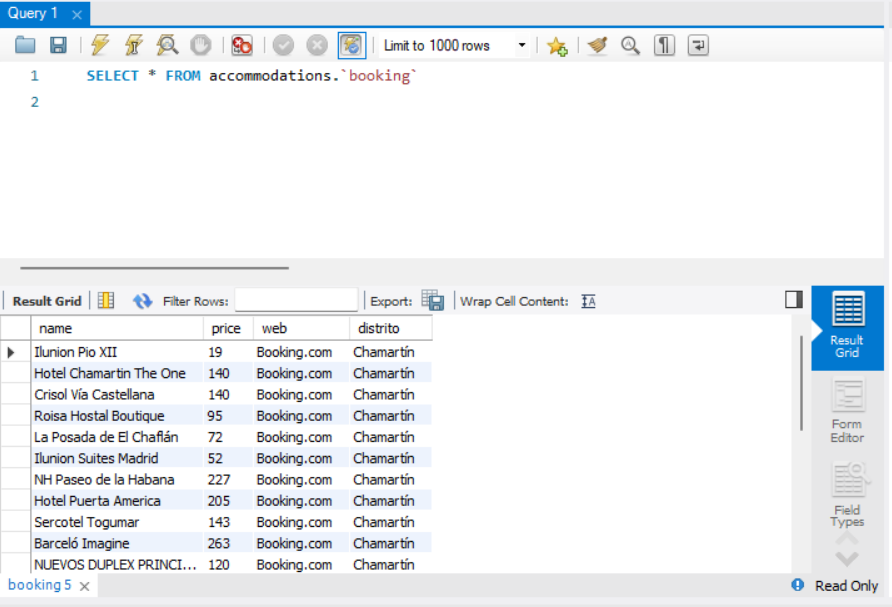 Query 1
Limit to 1000 rows
1 SELECT * FROM accommodations.`booking`
2
Result Grid Filter Rows: Export: Wrap Cell Content:
name price web distrito
Ilunion Pio XII 19 Booking.com Chamartín
Hotel Chamartin The One 140 Booking.com Chamartín
Crisol Vía Castellana 140 Booking.com Chamartín
Roisa Hostal Boutique 95 Booking.com Chamartín
La Posada de El Chaflán 72 Booking.com Chamartín
Ilunion Suites Madrid 52 Booking.com Chamartín
NH Paseo de la Habana 227 Booking.com Chamartín
Hotel Puerta America 205 Booking.com Chamartín
Sercotel Togumar 143 Booking.com Chamartín
Barceló Imagine 263 Booking.com Chamartín
NUEVOS DUPLEX PRINCI... 120 Booking.com Chamartín
Result
Grid
Form
Editor
Field
Types
booking 5
Read Only